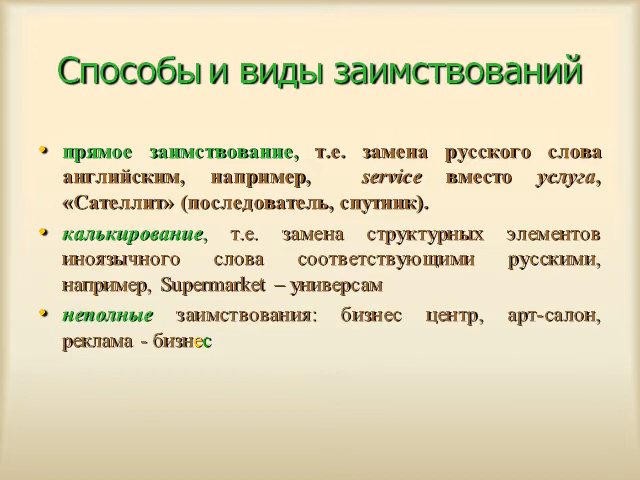 Способы и виды заимствований
• прямое заимствование, т.е. замена русского слова
английским, например, service вместо услуга,
«Сателлит» (последователь, спутник).
• калькирование, т.е. замена структурных элементов
иноязычного слова соответствующими русскими,
например, Supermarket – универсам
• неполные заимствования: бизнес центр, арт-салон,
реклама - бизнес